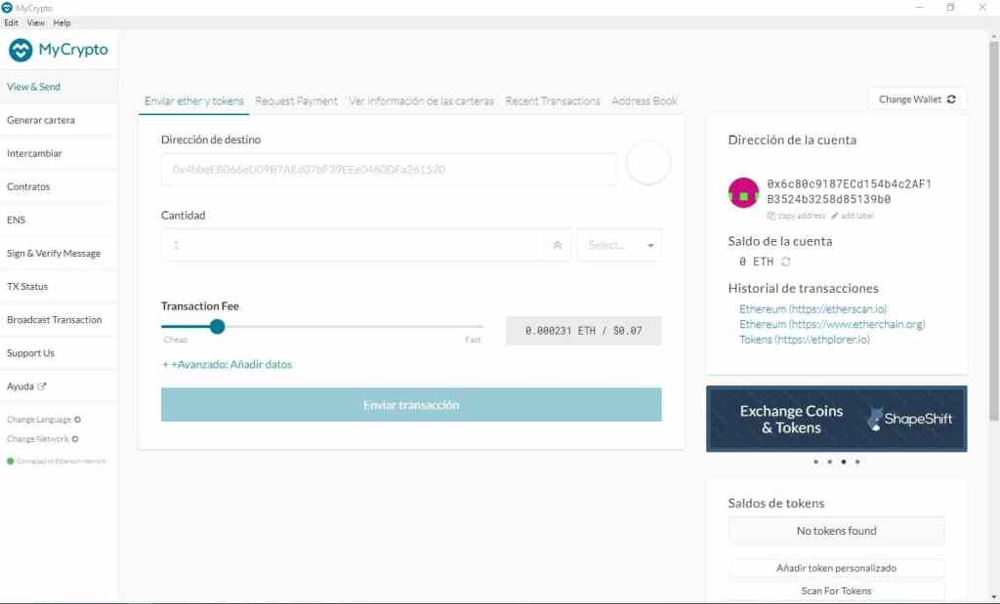 MyCrypto
Edit View Help
MyCrypto
View & Send
Generar cartera
Intercambiar
Contratos
ENS
Sign & Verify Message
TX Status
Broadcast Transaction
Support Us
Ayuda
Change Language
Change Network
Connected to Ethereum network
Enviar ether y tokens Request Payment Ver información de las carteras Recent Transactions Address Book
Dirección de destino
0x4bbeEB066eD09B7AEd07bF39EEe0460DFa261520
Cantidad
1
Select...
Transaction Fee
Cheap
Fast
0.000231 ETH / $0.07
+ +Avanzado: Añadir datos
Enviar transacción
Change Wallet
Dirección de la cuenta
0x6c80c9187ECd154b4c2AF1
B3524b3258d85139b0
copy address add label
Saldo de la cuenta
0 ETH
Historial de transacciones
Ethereum (https://etherscan.io)
Ethereum (https://www.etherchain.org)
Tokens (https://ethplorer.io)
Exchange Coins
& Tokens
ShapeShift
Saldos de tokens
No tokens found
Añadir token personalizado
Scan For Tokens